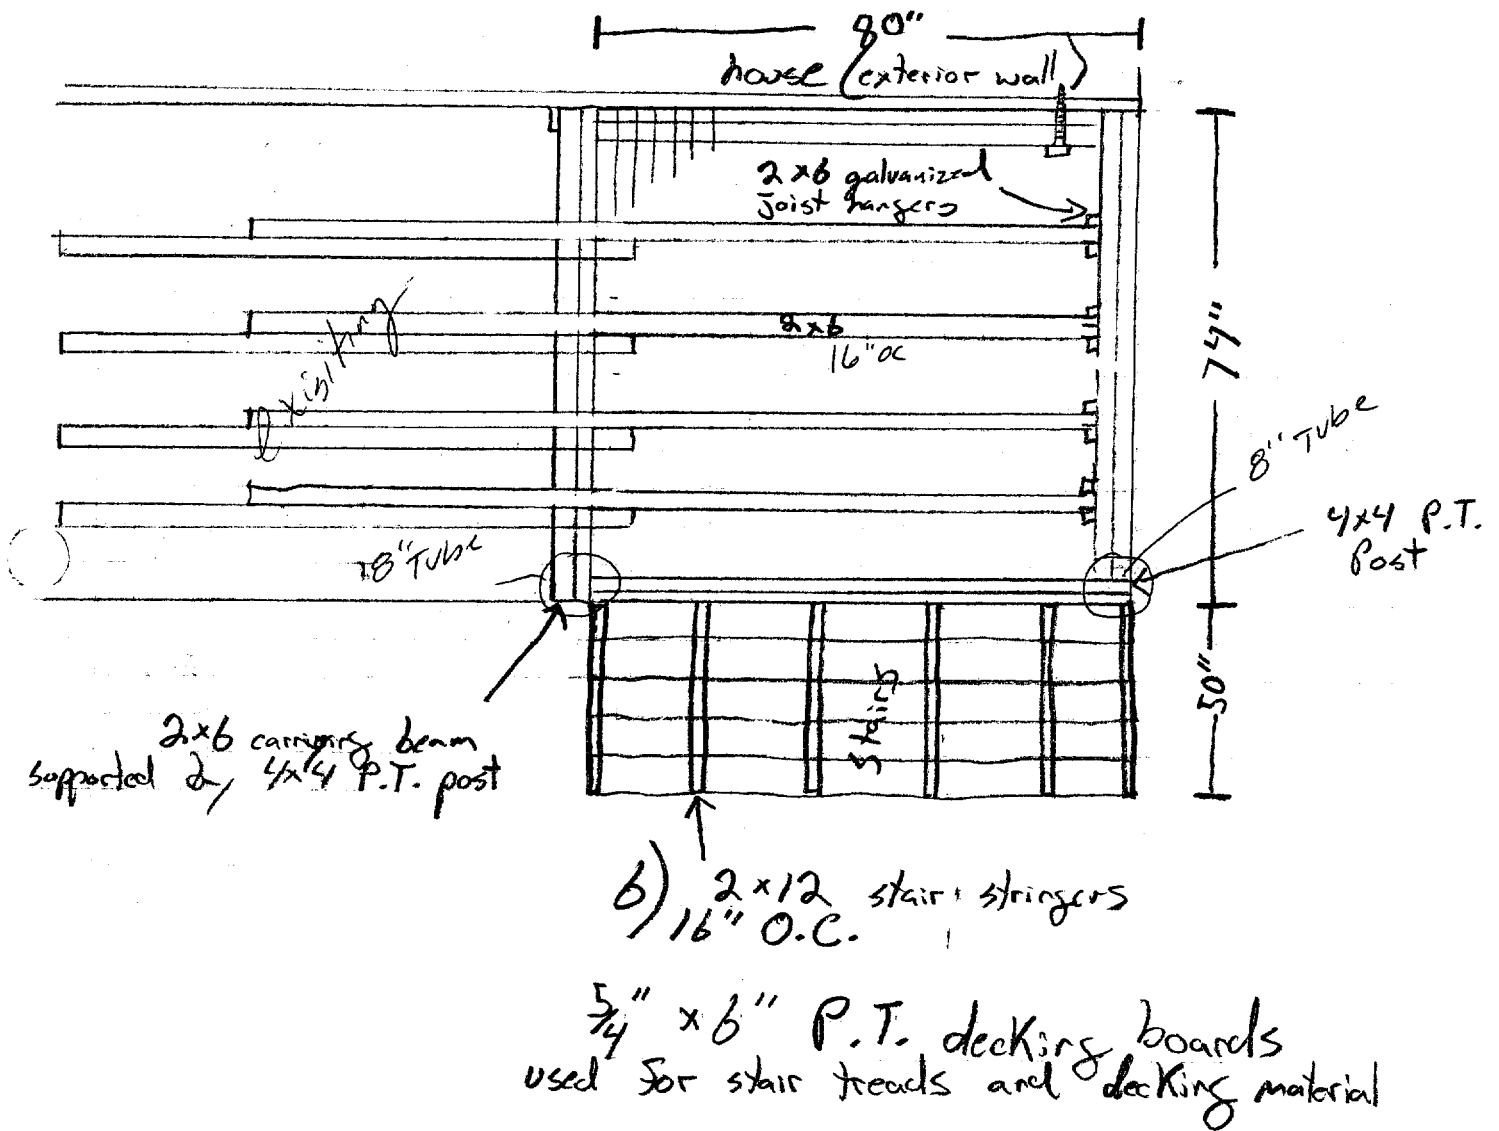 80"
house (exterior wall)
2x6 galvanized
joist hangers
2x6
16"oc
existing
74"
8" Tube
4x4 P.T.
Post
8" Tube
50"
Stairs
2x6 carrying beam
supported 2, 4x4 P.T. post
6) 2x12 stair stringers
16" O.C.
5/4" x 6" P.T. decking boards
used for stair treads and decking material